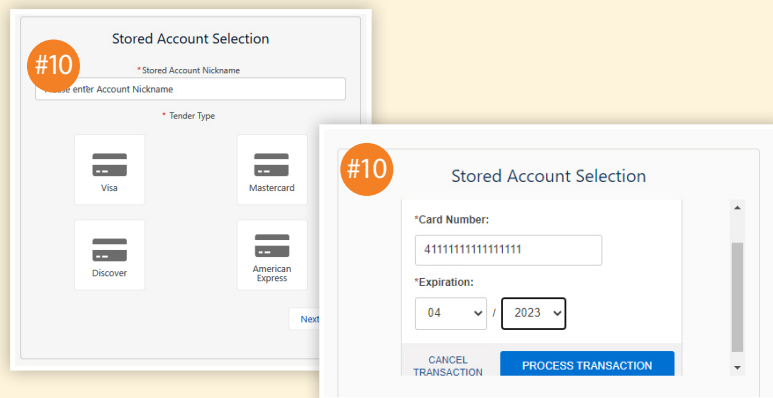 Stored Account Selection
#10
*Stored Account Nickname
enter Account Nickname
* Tender Type
Visa
Mastercard
Discover
American
Express
Next
#10
Stored Account Selection
*Card Number:
41111111111111111
*Expiration:
04 / 2023
CANCEL
TRANSACTION
PROCESS TRANSACTION